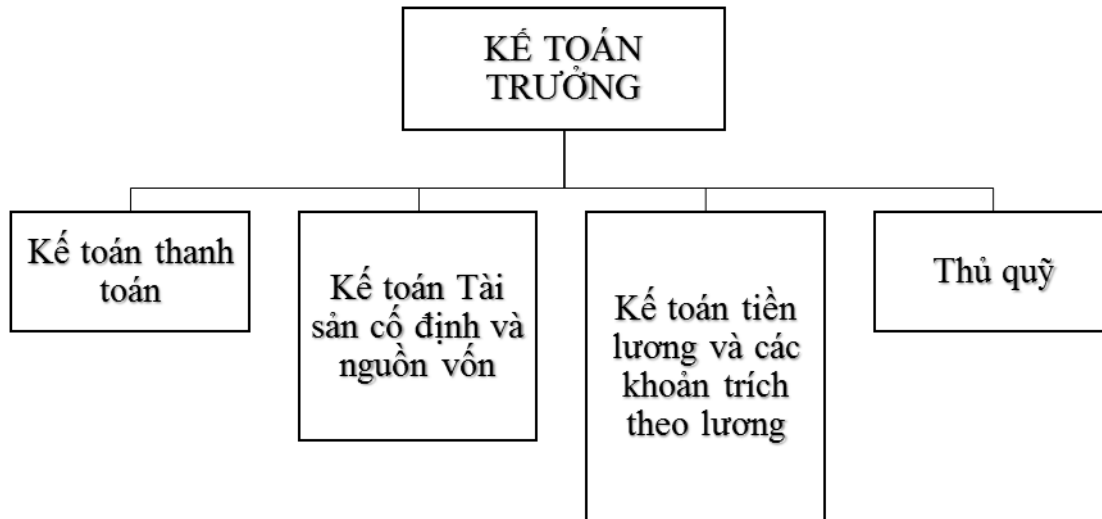 KẾ TOÁN
TRƯỞNG
Kế toán thanh
toán
Kế toán Tài
sản cố định và
nguồn vốn
Kế toán tiền
lương và các
khoản trích
theo lương
Thủ quỹ